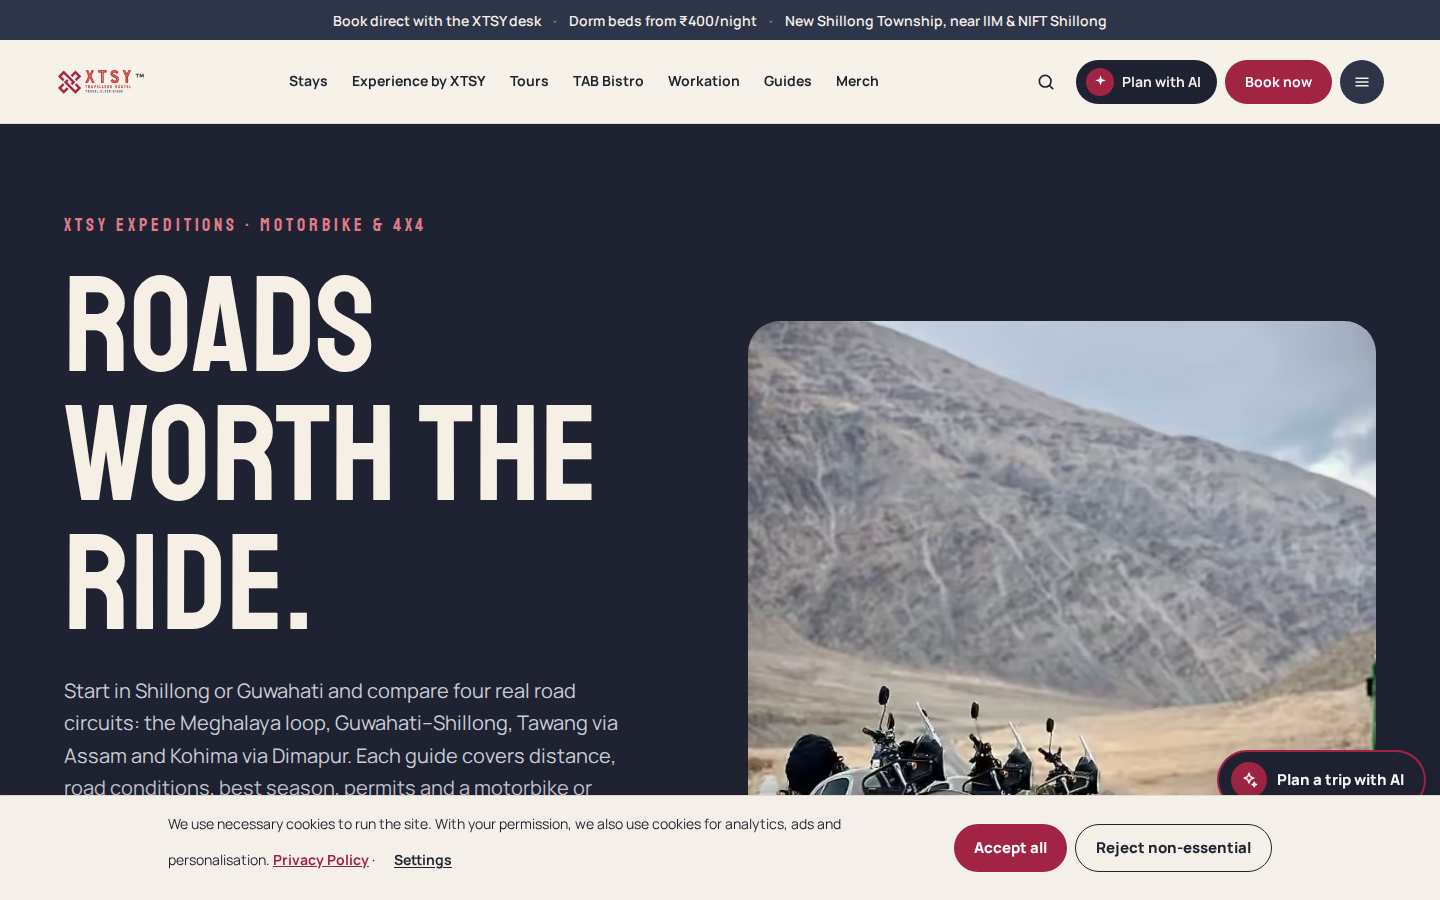 Book direct with the XTSY desk · Dorm beds from ₹400/night · New Shillong Township, near IIM & NIFT Shillong
XTSY™
TRAVELLERS HOSTEL
Stays Experience by XTSY Tours TAB Bistro Workation Guides Merch
Plan with AI Book now
XTSY EXPEDITIONS · MOTORBIKE & 4X4
ROADS
WORTH THE
RIDE.
Start in Shillong or Guwahati and compare four real road
circuits: the Meghalaya loop, Guwahati–Shillong, Tawang via
Assam and Kohima via Dimapur. Each guide covers distance,
road conditions, best season, permits and a motorbike or
Plan a trip with AI
We use necessary cookies to run the site. With your permission, we also use cookies for analytics, ads and
personalisation. Privacy Policy · Settings
Accept all Reject non-essential